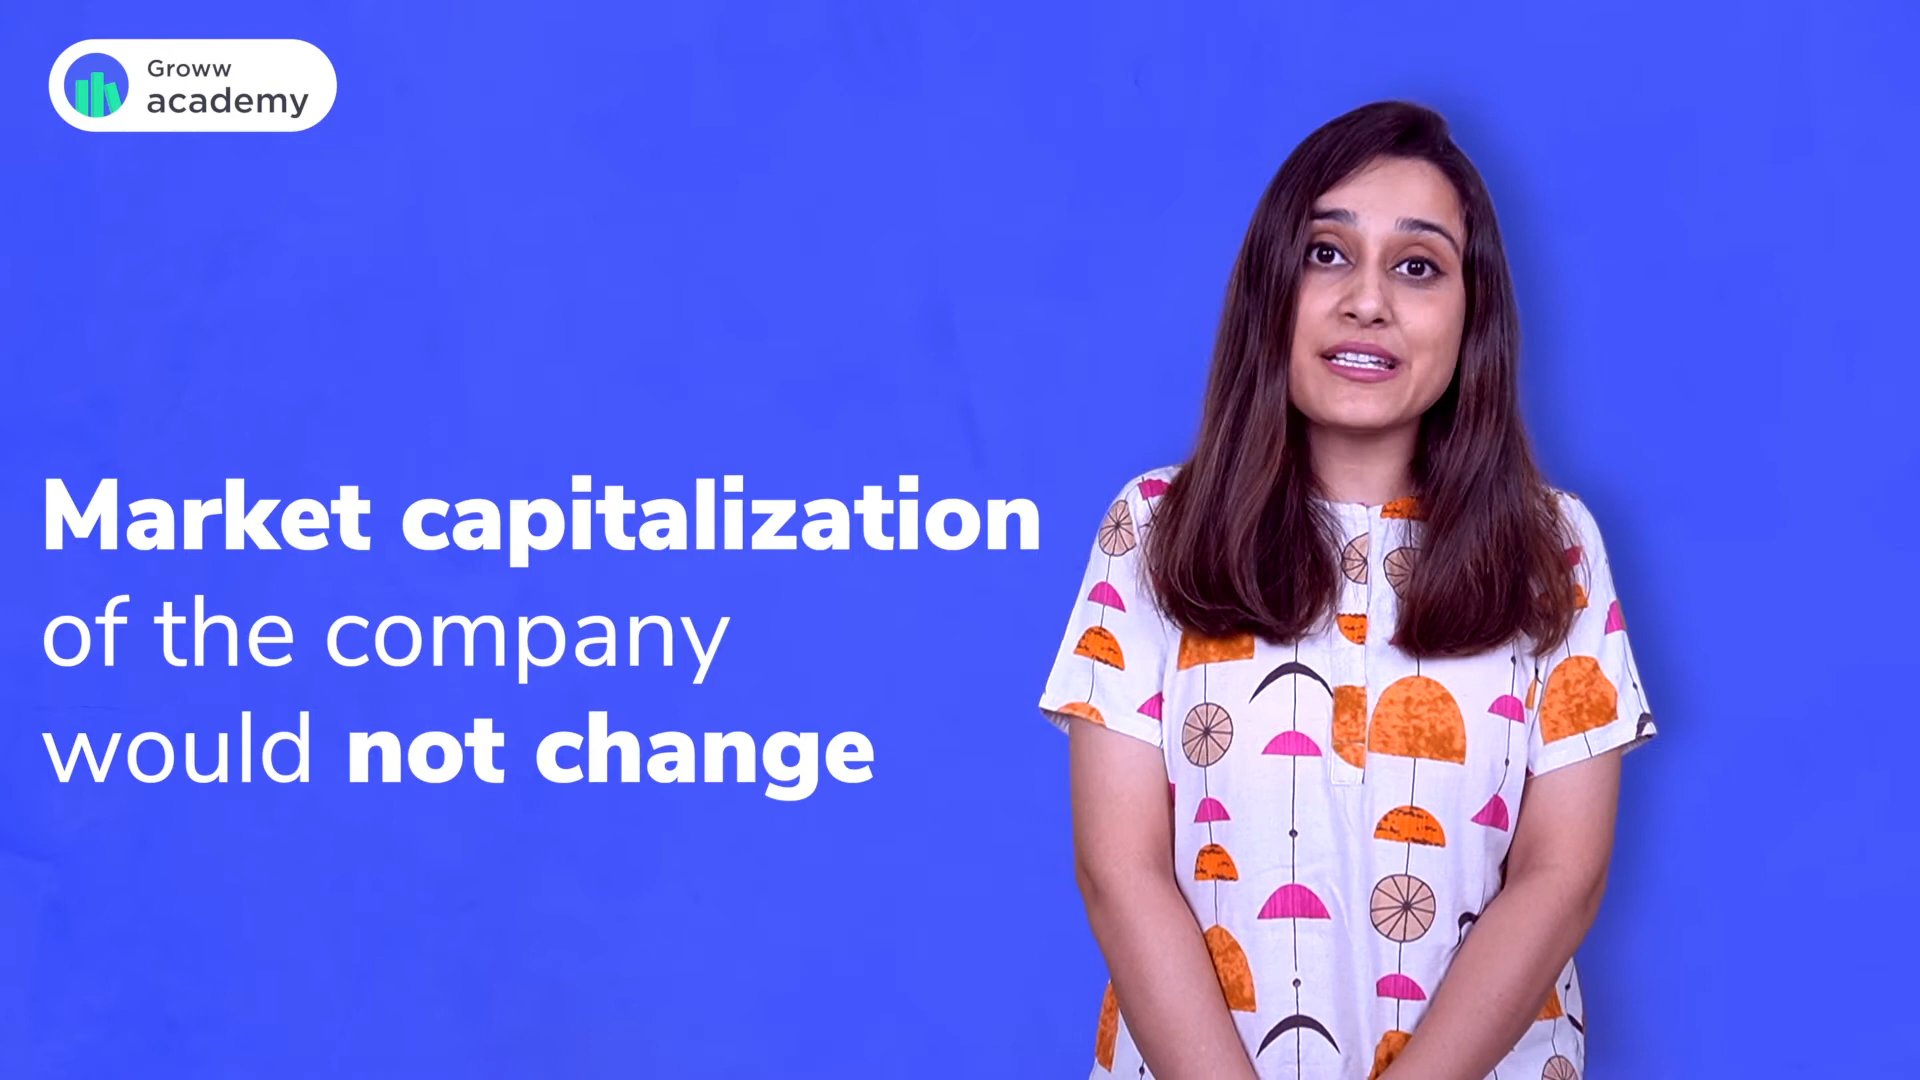 Groww
academy
Market capitalization
of the company
would not change